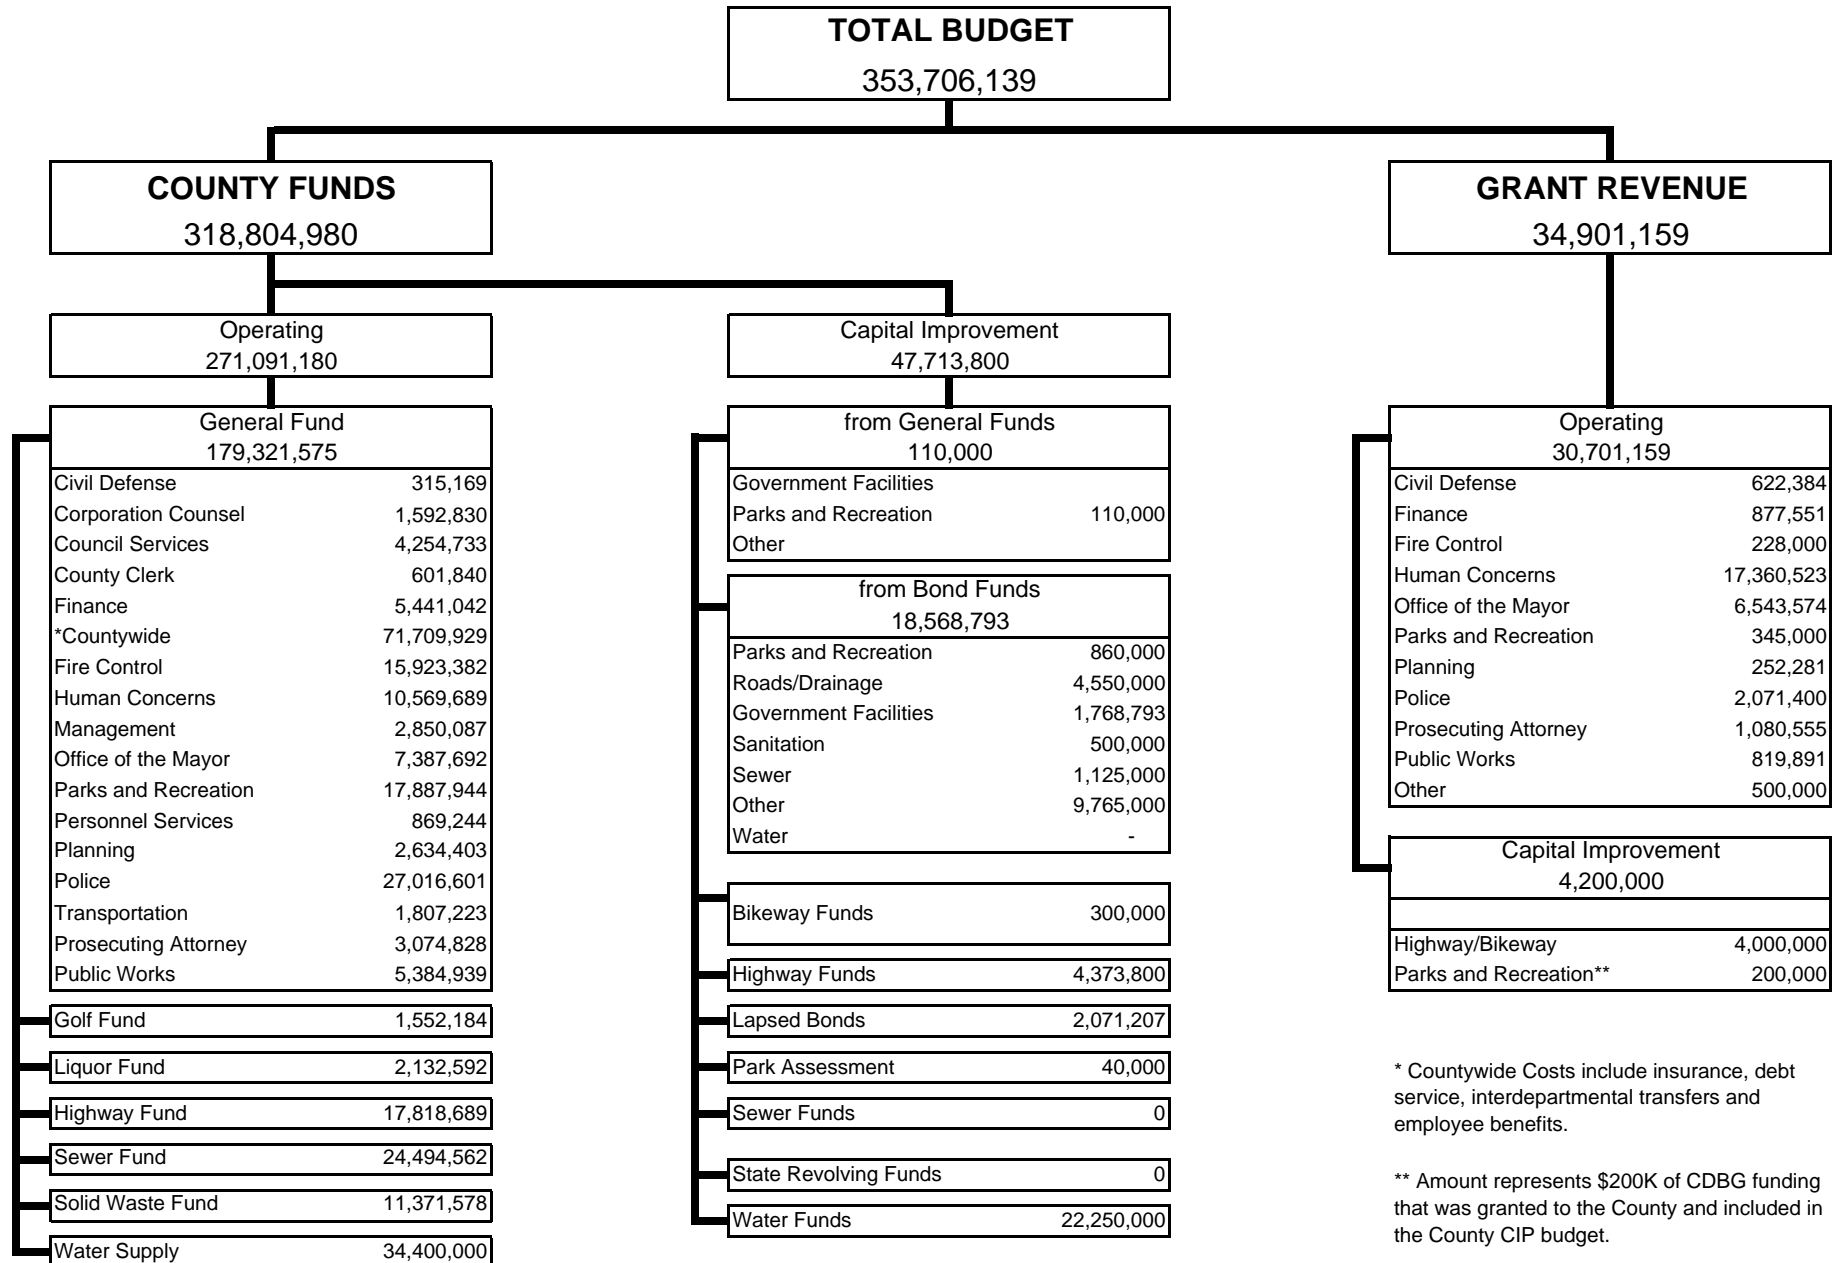 TOTAL BUDGET
353,706,139
COUNTY FUNDS
318,804,980
GRANT REVENUE
34,901,159
Operating
271,091,180
General Fund
179,321,575
Civil Defense 315,169
Corporation Counsel 1,592,830
Council Services 4,254,733
County Clerk 601,840
Finance 5,441,042
*Countywide 71,709,929
Fire Control 15,923,382
Human Concerns 10,569,689
Management 2,850,087
Office of the Mayor 7,387,692
Parks and Recreation 17,887,944
Personnel Services 869,244
Planning 2,634,403
Police 27,016,601
Transportation 1,807,223
Prosecuting Attorney 3,074,828
Public Works 5,384,939
Golf Fund 1,552,184
Liquor Fund 2,132,592
Highway Fund 17,818,689
Sewer Fund 24,494,562
Solid Waste Fund 11,371,578
Water Supply 34,400,000
Capital Improvement
47,713,800
from General Funds
110,000
Government Facilities
Parks and Recreation 110,000
Other
from Bond Funds
18,568,793
Parks and Recreation 860,000
Roads/Drainage 4,550,000
Government Facilities 1,768,793
Sanitation 500,000
Sewer 1,125,000
Other 9,765,000
Water -
Bikeway Funds 300,000
Highway Funds 4,373,800
Lapsed Bonds 2,071,207
Park Assessment 40,000
Sewer Funds 0
State Revolving Funds 0
Water Funds 22,250,000
Operating
30,701,159
Civil Defense 622,384
Finance 877,551
Fire Control 228,000
Human Concerns 17,360,523
Office of the Mayor 6,543,574
Parks and Recreation 345,000
Planning 252,281
Police 2,071,400
Prosecuting Attorney 1,080,555
Public Works 819,891
Other 500,000
Capital Improvement
4,200,000
Highway/Bikeway 4,000,000
Parks and Recreation** 200,000
* Countywide Costs include insurance, debt
service, interdepartmental transfers and
employee benefits.
** Amount represents $200K of CDBG funding
that was granted to the County and included in
the County CIP budget.